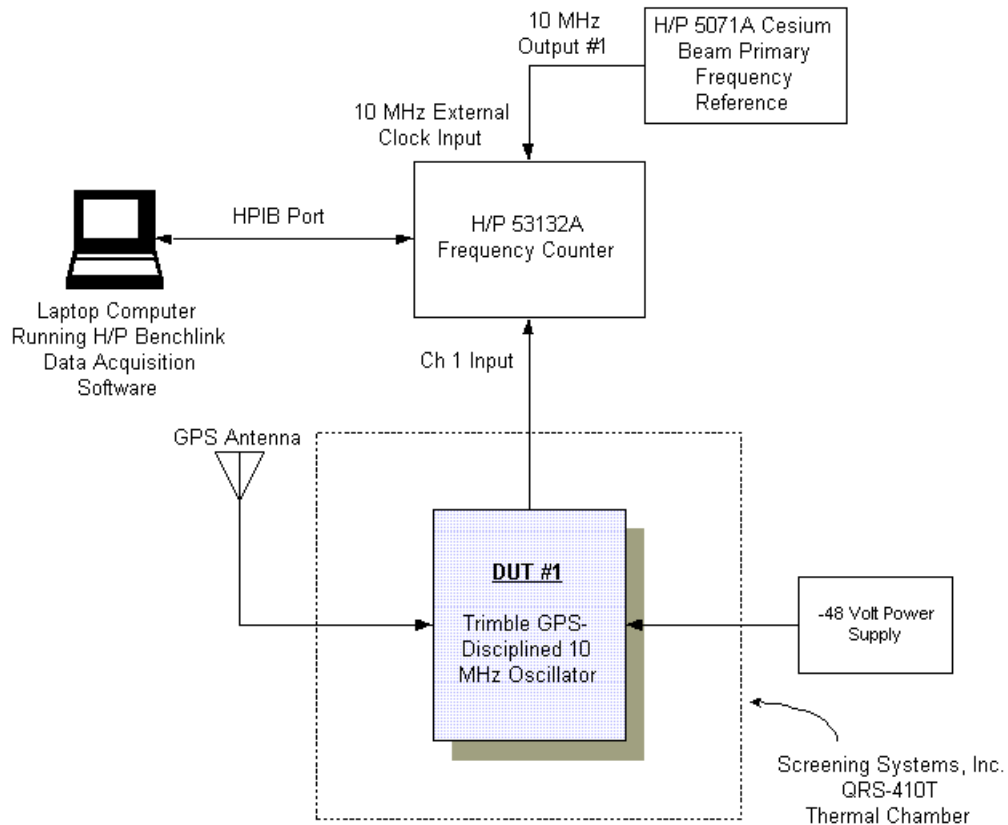 10 MHz
Output #1
H/P 5071A Cesium
Beam Primary
Frequency
Reference
10 MHz External
Clock Input
HPIB Port
H/P 53132A
Frequency Counter
Laptop Computer
Running H/P Benchlink
Data Acquisition
Software
Ch 1 Input
GPS Antenna
DUT #1
Trimble GPS-
Disciplined 10
MHz Oscillator
-48 Volt Power
Supply
Screening Systems, Inc.
QRS-410T
Thermal Chamber